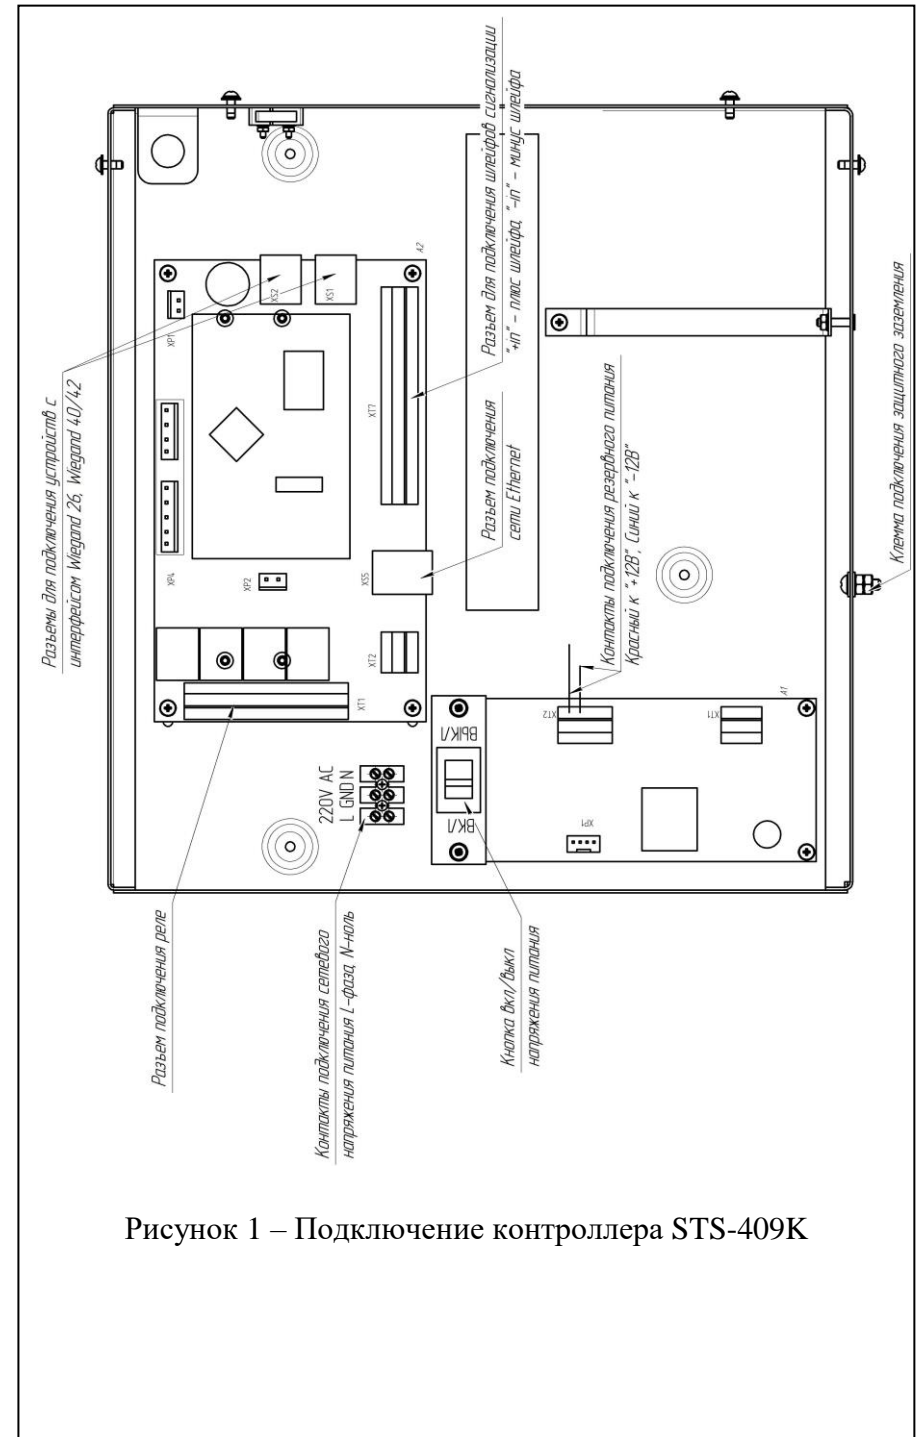 Разъемы для подключения устройств с
интерфейсом Wiegand 26, Wiegand 40/42
Разъем для подключения шлейфов сигнализации
"+in" – плюс шлейфа, "-in" – минус шлейфа
Разъем подключения
сети Ethernet
Контакты подключения резервного питания
Красный к "+12В", Синий к "-12В"
Клемма подключения защитного заземления
A2
XS2
XS1
XP1
XT7
XP4
XP2
XS5
XT2
XT1
220V AC
L GND N
ВЫКЛ
ВКЛ
XT2
XT1
A1
XP1
Разъем подключения реле
Контакты подключения сетевого
напряжения питания L-фаза, N-ноль
Кнопка вкл/выкл
напряжения питания
Рисунок 1 – Подключение контроллера STS-409K